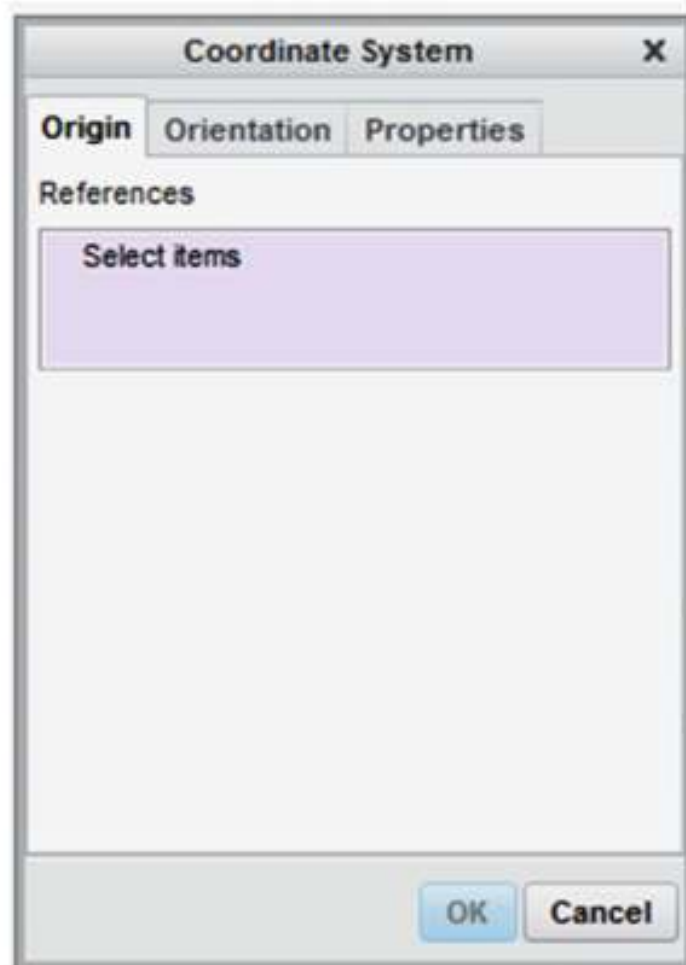 Coordinate System X
Origin Orientation Properties
References
Select items
OK Cancel